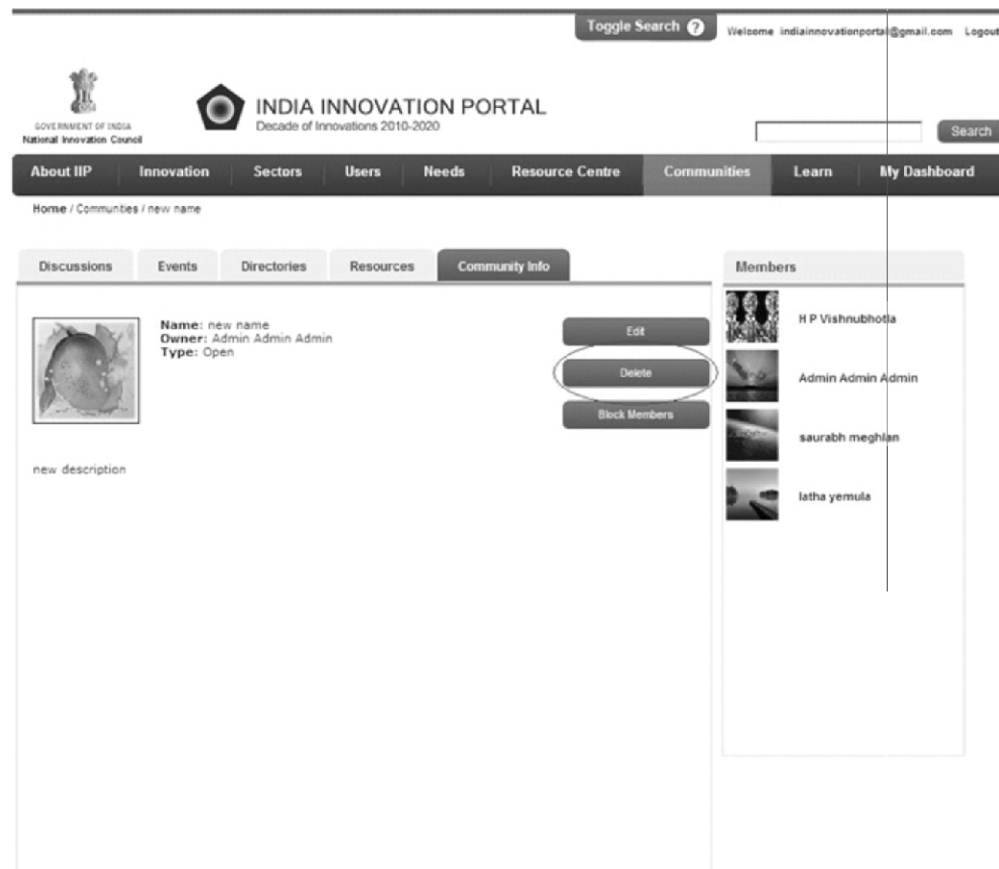 Toggle Search ?
Welcome indiainnovationportal@gmail.com Logout
GOVERNMENT OF INDIA
National Innovation Council
INDIA INNOVATION PORTAL
Decade of Innovations 2010-2020
Search
About IIP Innovation Sectors Users Needs Resource Centre Communities Learn My Dashboard
Home / Communities / new name
Discussions Events Directories Resources Community Info
Name: new name
Owner: Admin Admin Admin
Type: Open
Edit
Delete
Block Members
new description
Members
H P Vishnubhotla
Admin Admin Admin
saurabh meghlan
latha yemula